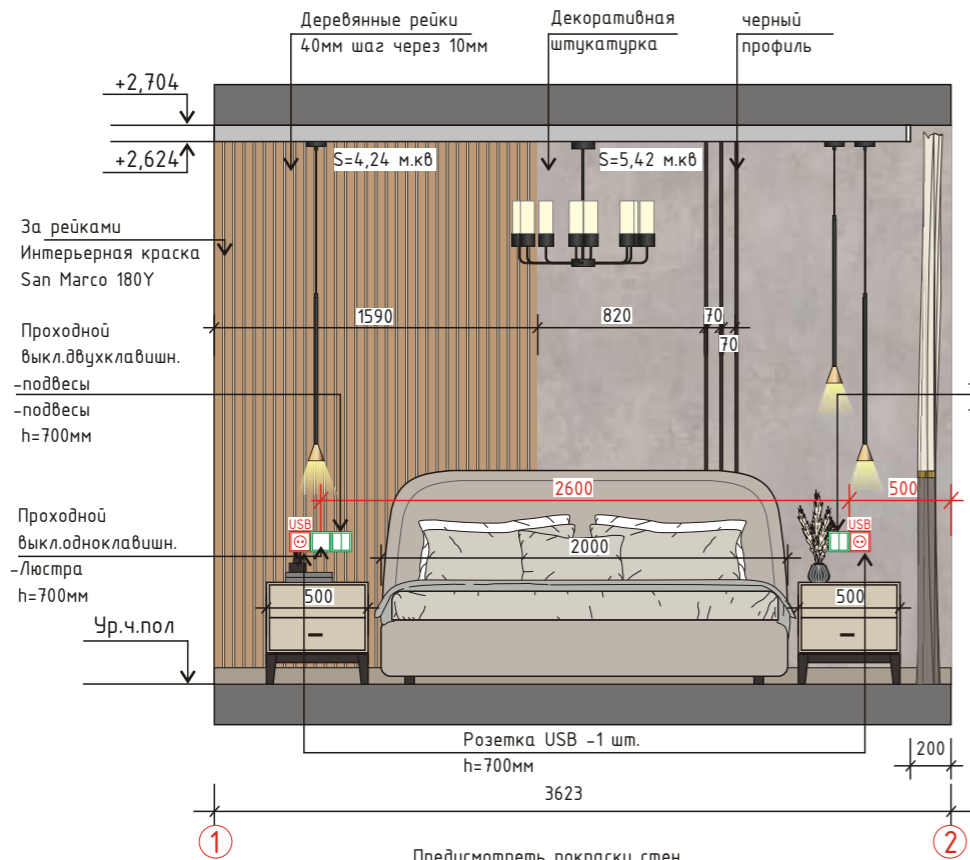 Деревянные рейки
40мм шаг через 10мм
Декоративная
штукатурка
черный
профиль
+2,704
+2,624
S=4,24 м.кв
S=5,42 м.кв
За рейками
Интерьерная краска
San Marco 180Y
1590
820
70
70
Проходной
выкл.двухклавишн.
-подвесы
-подвесы
h=700мм
2600
500
Проходной
выкл.одноклавишн.
-Люстра
h=700мм
USB
USB
2000
500
500
Ур.ч.пол
Розетка USB -1 шт.
h=700мм
200
3623
1
2
Предусмотреть покраски стен